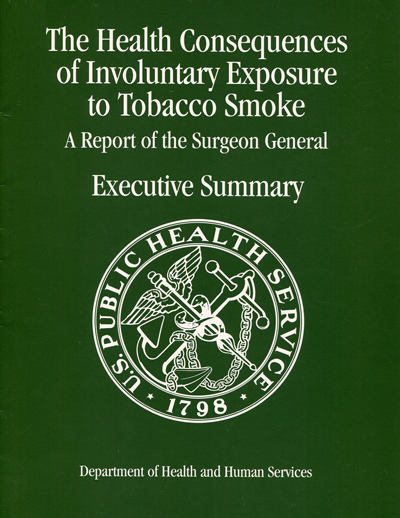 The Health Consequences
of Involuntary Exposure
to Tobacco Smoke
A Report of the Surgeon General
Executive Summary
U.S. PUBLIC HEALTH SERVICE
• 1798 •
Department of Health and Human Services